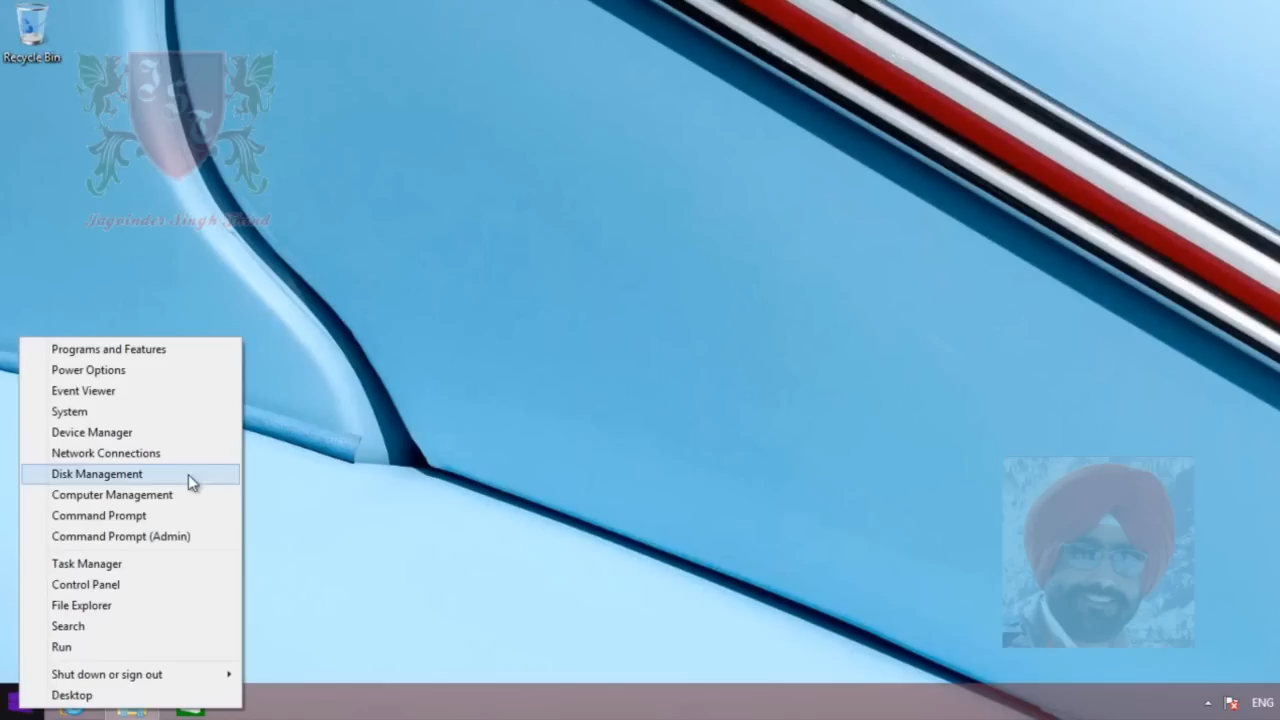 Recycle Bin
Programs and Features
Power Options
Event Viewer
System
Device Manager
Network Connections
Disk Management
Computer Management
Command Prompt
Command Prompt (Admin)
Task Manager
Control Panel
File Explorer
Search
Run
Shut down or sign out
Desktop
ENG